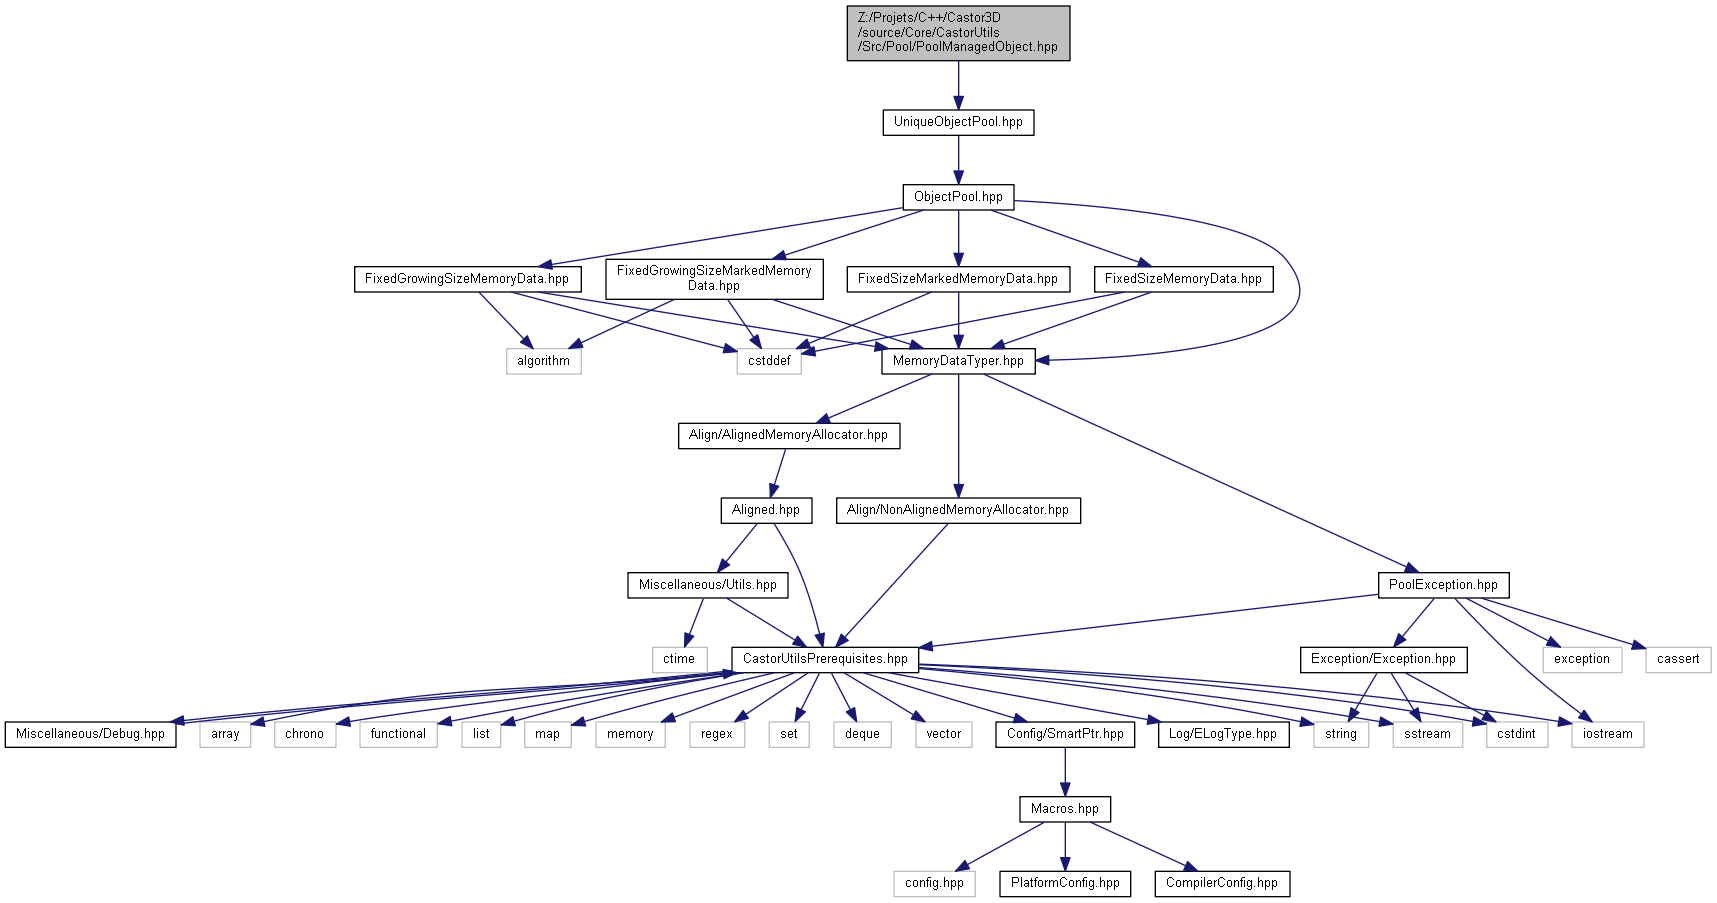 Z:/Projets/C++/Castor3D
/source/Core/CastorUtils
/Src/Pool/PoolManagedObject.hpp
UniqueObjectPool.hpp
ObjectPool.hpp
FixedGrowingSizeMemoryData.hpp
FixedGrowingSizeMarkedMemory
Data.hpp
FixedSizeMarkedMemoryData.hpp
FixedSizeMemoryData.hpp
algorithm
cstddef
MemoryDataTyper.hpp
Align/AlignedMemoryAllocator.hpp
Aligned.hpp
Align/NonAlignedMemoryAllocator.hpp
Miscellaneous/Utils.hpp
PoolException.hpp
ctime
CastorUtilsPrerequisites.hpp
Exception/Exception.hpp
exception
cassert
Miscellaneous/Debug.hpp
array
chrono
functional
list
map
memory
regex
set
deque
vector
Config/SmartPtr.hpp
Log/ELogType.hpp
string
sstream
cstdint
iostream
Macros.hpp
config.hpp
PlatformConfig.hpp
CompilerConfig.hpp